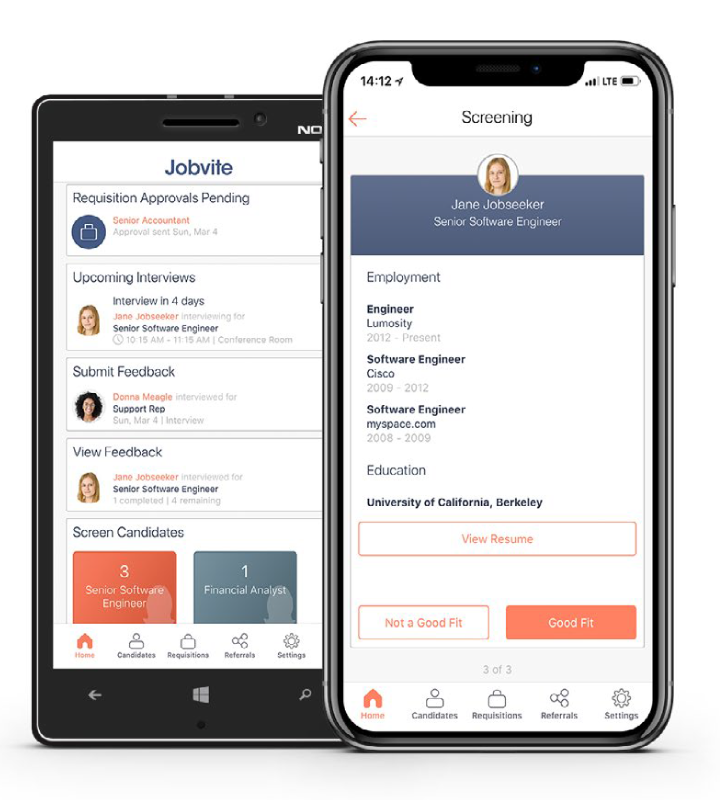 NO
Jobvite
Requisition Approvals Pending
Senior Accountant
Approval sent Sun, Mar 4
Upcoming Interviews
Interview in 4 days
Jane Jobseeker interviewing for
Senior Software Engineer
10:15 AM - 11:15 AM | Conference Room
Submit Feedback
Donna Meagle interviewed for
Support Rep
Sun, Mar 4 | Interview
View Feedback
Jane Jobseeker interviewed for
Senior Software Engineer
1 completed | 4 remaining
Screen Candidates
3
Senior Software
Engineer
1
Financial Analyst
Home Candidates Requisitions Referrals Settings
14:12 LTE
Screening
Jane Jobseeker
Senior Software Engineer
Employment
Engineer
Lumosity
2012 - Present
Software Engineer
Cisco
2009 - 2012
Software Engineer
myspace.com
2008 - 2009
Education
University of California, Berkeley
View Resume
Not a Good Fit Good Fit
3 of 3
Home Candidates Requisitions Referrals Settings